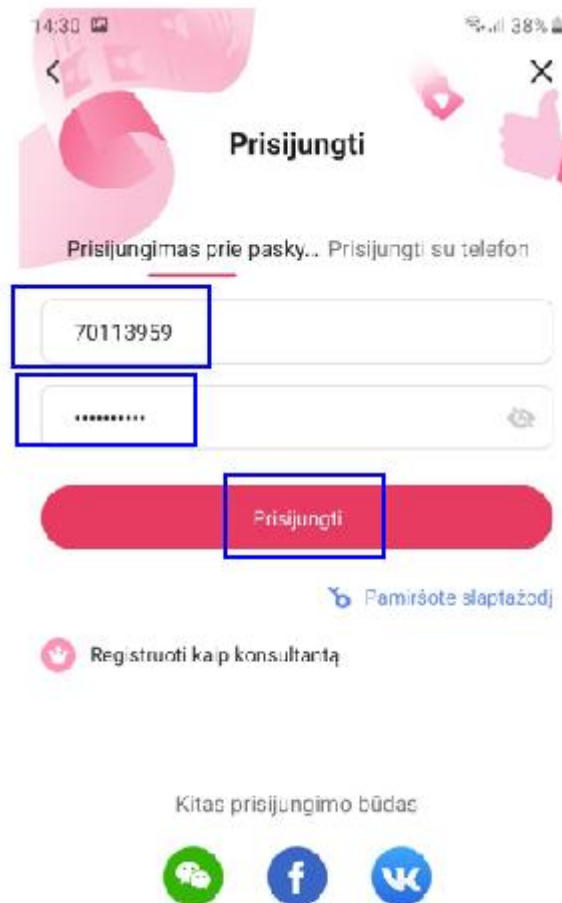 14:30 38%
Prisijungti
Prisijungimas prie pasky... Prisijungti su telefon
70113959
••••••••••
Prisijungti
Pamiršote slaptažodį
Registruoti kaip konsultantą
Kitas prisijungimo būdas